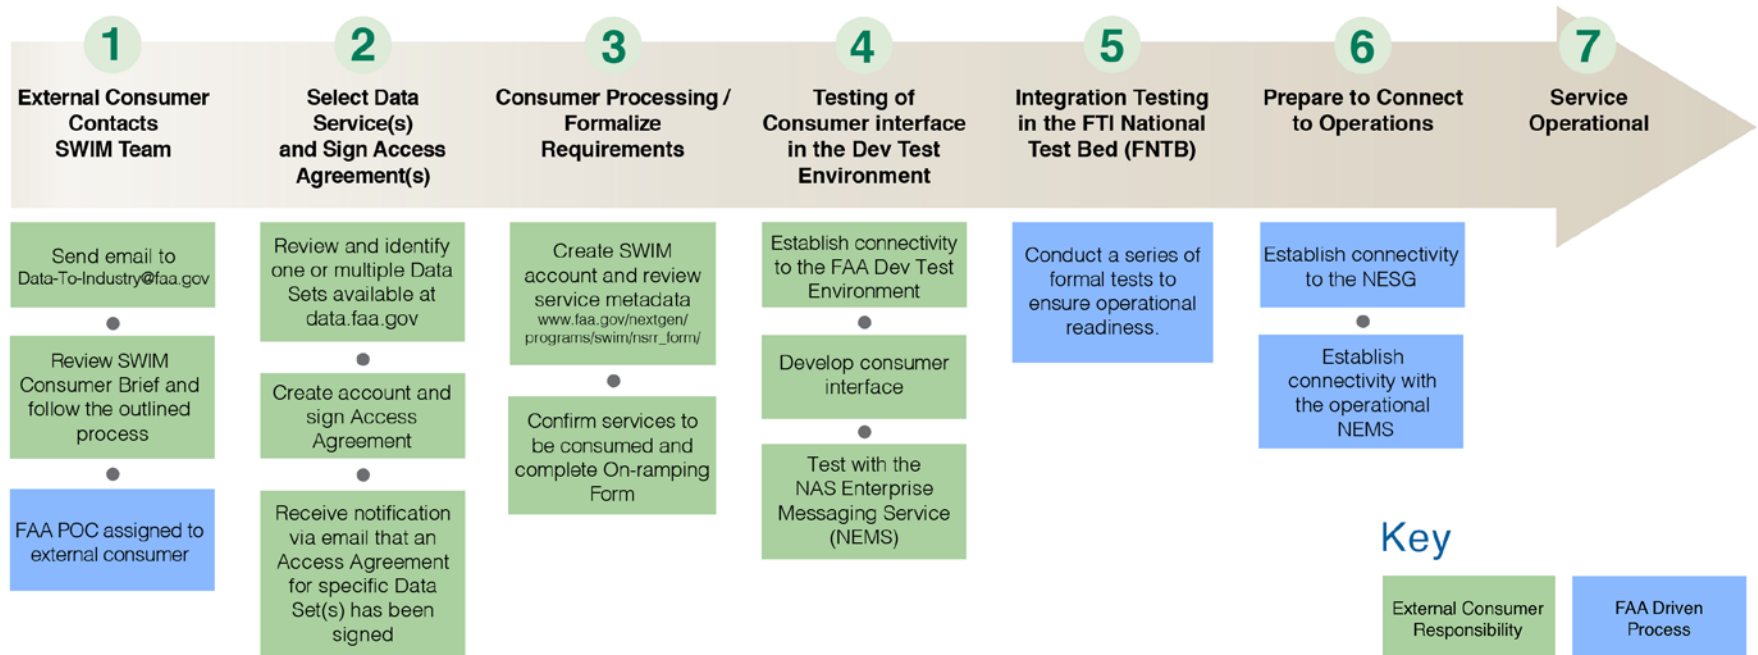 1
External Consumer
Contacts
SWIM Team
Send email to
Data-To-Industry@faa.gov
Review SWIM
Consumer Brief and
follow the outlined
process
FAA POC assigned to
external consumer
2
Select Data
Service(s)
and Sign Access
Agreement(s)
Review and identify
one or multiple Data
Sets available at
data.faa.gov
Create account and
sign Access
Agreement
Receive notification
via email that an
Access Agreement
for specific Data
Set(s) has been
signed
3
Consumer Processing /
Formalize
Requirements
Create SWIM
account and review
service metadata
www.faa.gov/nextgen/
programs/swim/nsrr_form/
Confirm services to
be consumed and
complete On-ramping
Form
4
Testing of
Consumer interface
in the Dev Test
Environment
Establish connectivity
to the FAA Dev Test
Environment
Develop consumer
interface
Test with the
NAS Enterprise
Messaging Service
(NEMS)
5
Integration Testing
in the FTI National
Test Bed (FNTB)
Conduct a series of
formal tests to
ensure operational
readiness.
6
Prepare to Connect
to Operations
Establish connectivity
to the NESG
Establish
connectivity with
the operational
NEMS
7
Service
Operational
Key
External Consumer
Responsibility
FAA Driven
Process